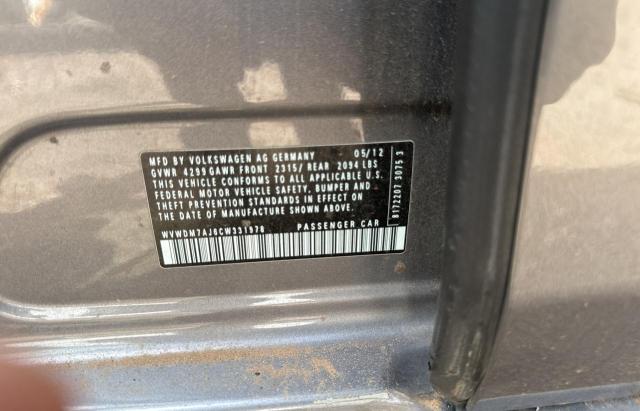 MFD BY VOLKSWAGEN AG GERMANY 05/12
GVWR 4299 GAWR FRONT 2315/ REAR 2094 LBS
THIS VEHICLE CONFORMS TO ALL APPLICABLE U.S.
FEDERAL MOTOR VEHICLE SAFETY, BUMPER AND
THEFT PREVENTION STANDARDS IN EFFECT ON
THE DATE OF MANUFACTURE SHOWN ABOVE
WVWDM7AJ8CW331978 PASSENGER CAR
8172207 3075 3